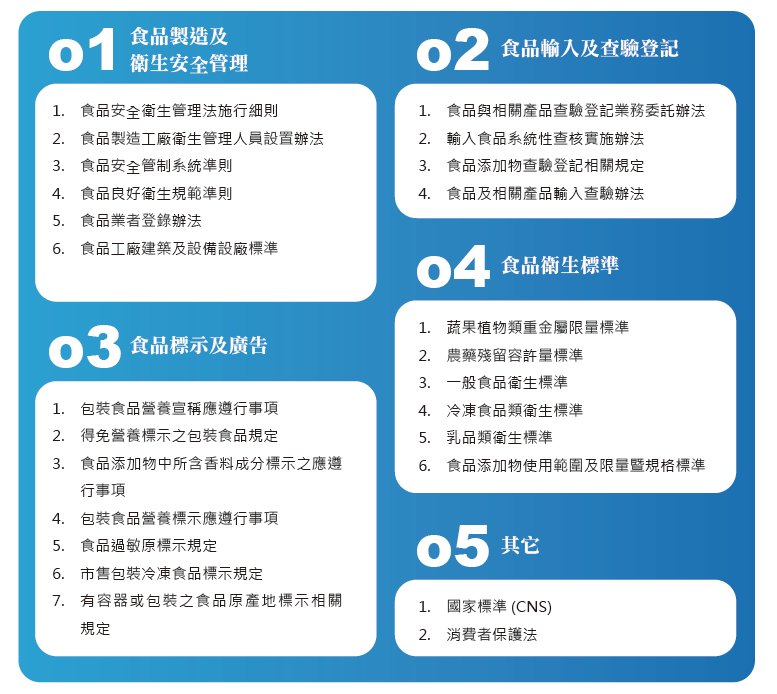 01 食品製造及
衛生安全管理
1. 食品安全衛生管理法施行細則
2. 食品製造工廠衛生管理人員設置辦法
3. 食品安全管制系統準則
4. 食品良好衛生規範準則
5. 食品業者登錄辦法
6. 食品工廠建築及設備設廠標準
02 食品輸入及查驗登記
1. 食品與相關產品查驗登記業務委託辦法
2. 輸入食品系統性查核實施辦法
3. 食品添加物查驗登記相關規定
4. 食品及相關產品輸入查驗辦法
03 食品標示及廣告
1. 包裝食品營養宣稱應遵行事項
2. 得免營養標示之包裝食品規定
3. 食品添加物中所含香料成分標示之應遵
行事項
4. 包裝食品營養標示應遵行事項
5. 食品過敏原標示規定
6. 市售包裝冷凍食品標示規定
7. 有容器或包裝之食品原產地標示相關
規定
04 食品衛生標準
1. 蔬果植物類重金屬限量標準
2. 農藥殘留容許量標準
3. 一般食品衛生標準
4. 冷凍食品類衛生標準
5. 乳品類衛生標準
6. 食品添加物使用範圍及限量暨規格標準
05 其它
1. 國家標準 (CNS)
2. 消費者保護法